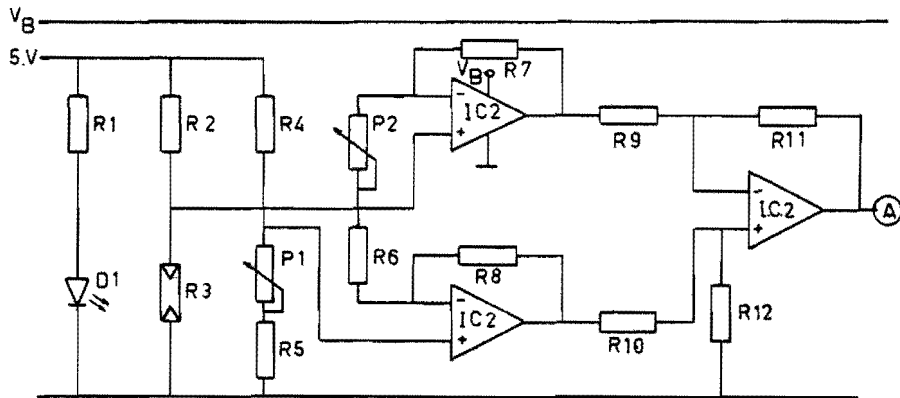 VB
5.V
R1
R2
R4
P2
VB
R7
IC2
-
+
R9
R11
I.C.2
-
+
A
D1
R3
P1
R5
R6
R8
IC2
-
+
R10
R12